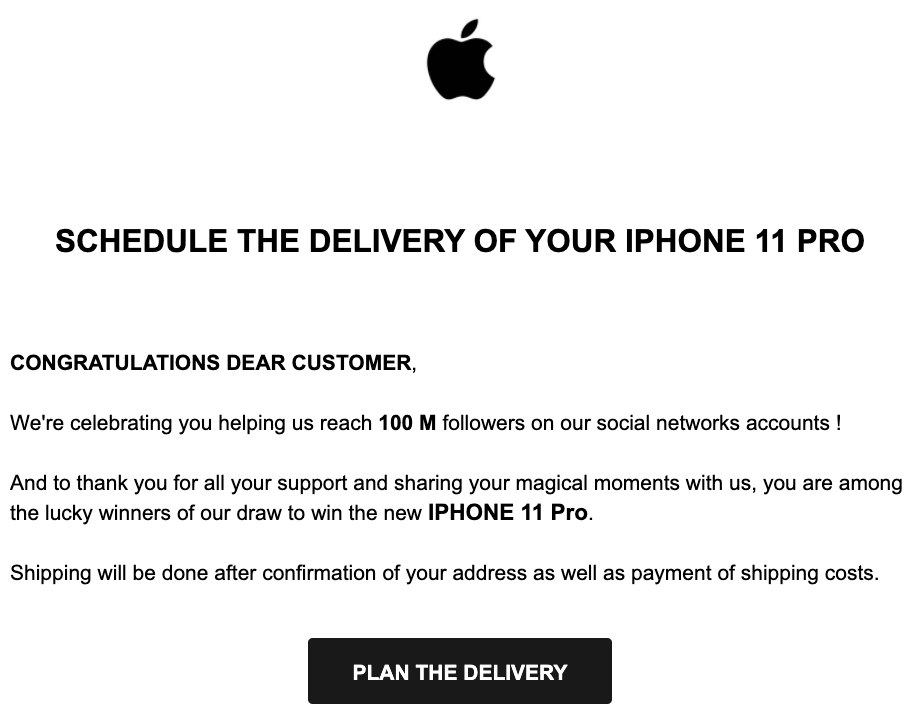 SCHEDULE THE DELIVERY OF YOUR IPHONE 11 PRO
CONGRATULATIONS DEAR CUSTOMER,
We're celebrating you helping us reach 100 M followers on our social networks accounts !
And to thank you for all your support and sharing your magical moments with us, you are among
the lucky winners of our draw to win the new IPHONE 11 Pro.
Shipping will be done after confirmation of your address as well as payment of shipping costs.
PLAN THE DELIVERY